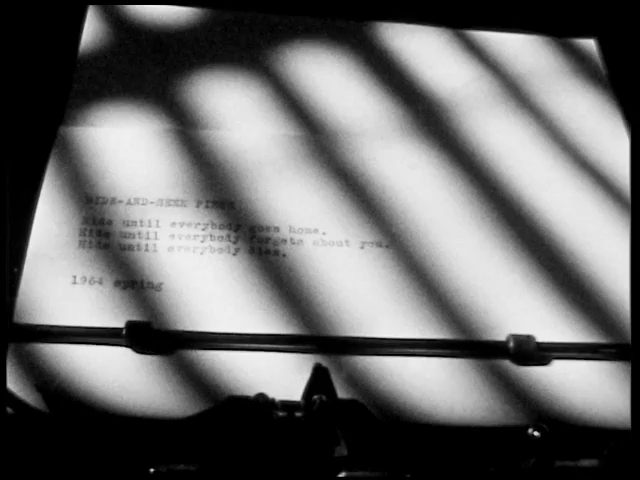 HIDE-AND-SEEK PIECE
Hide until everybody goes home.
Hide until everybody forgets about you.
Hide until everybody dies.
1964 spring